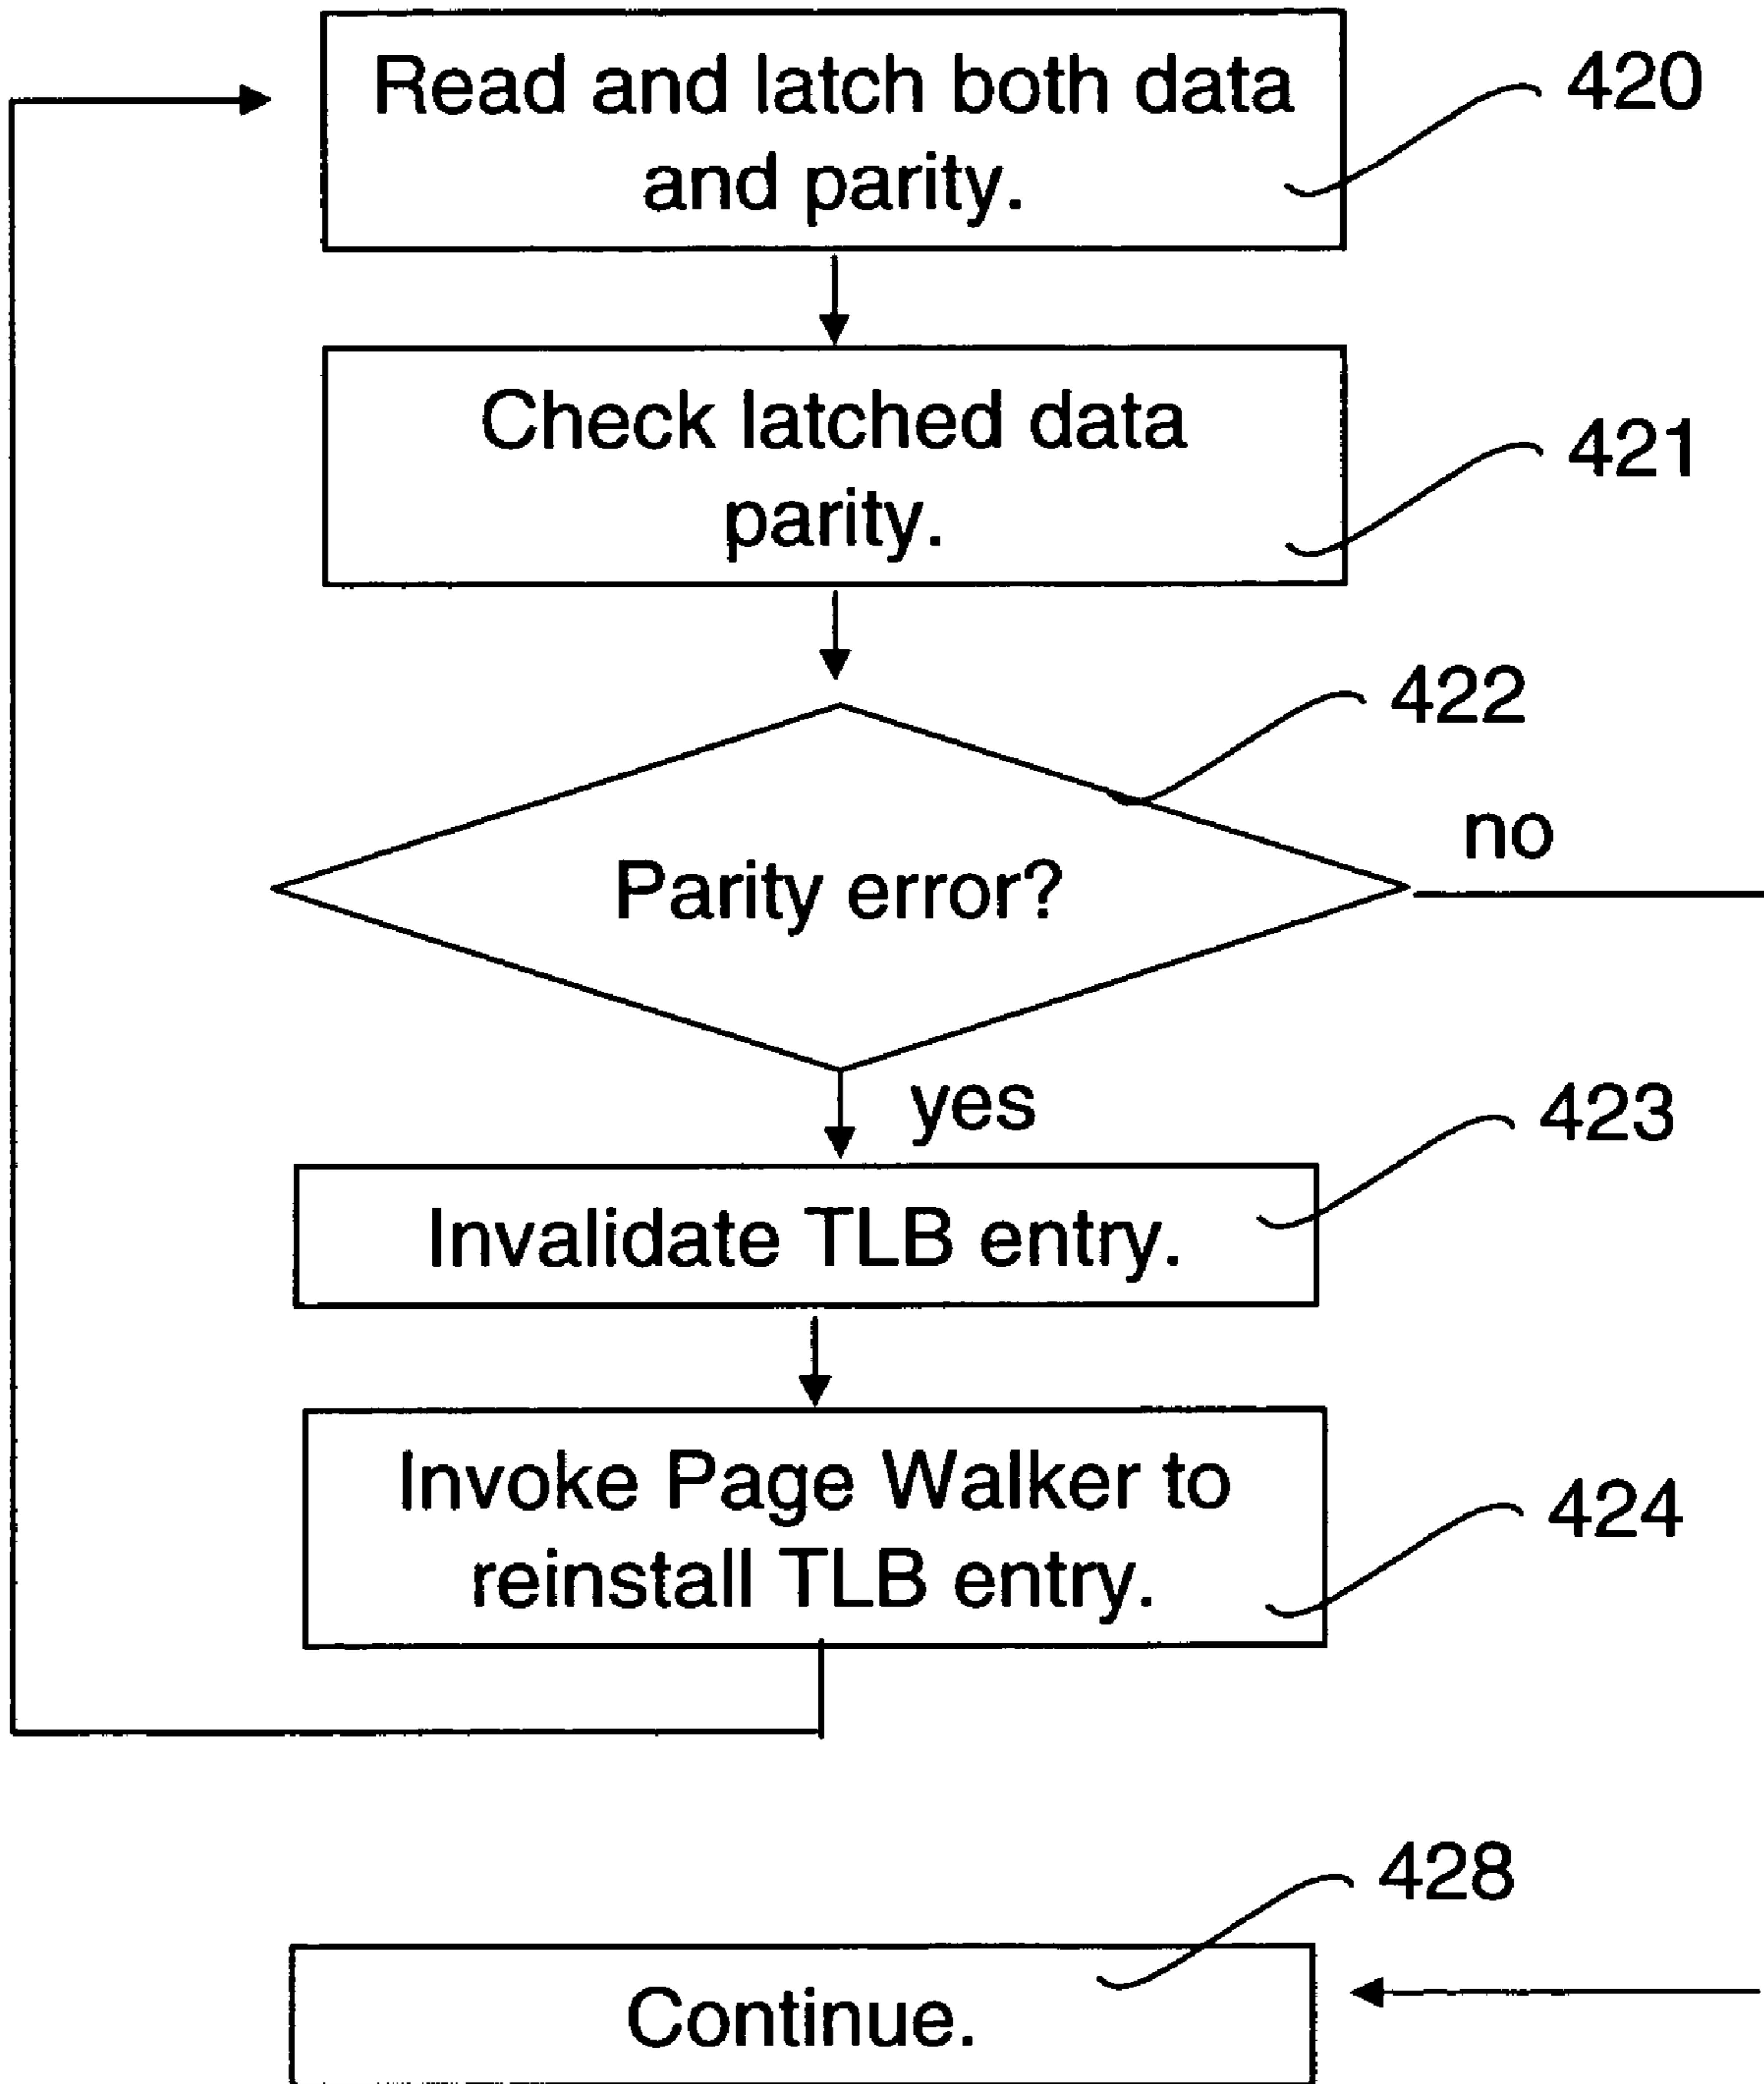 Read and latch both data
and parity.
420
Check latched data
parity.
421
422
Parity error?
no
yes
423
Invalidate TLB entry.
Invoke Page Walker to
reinstall TLB entry.
424
428
Continue.